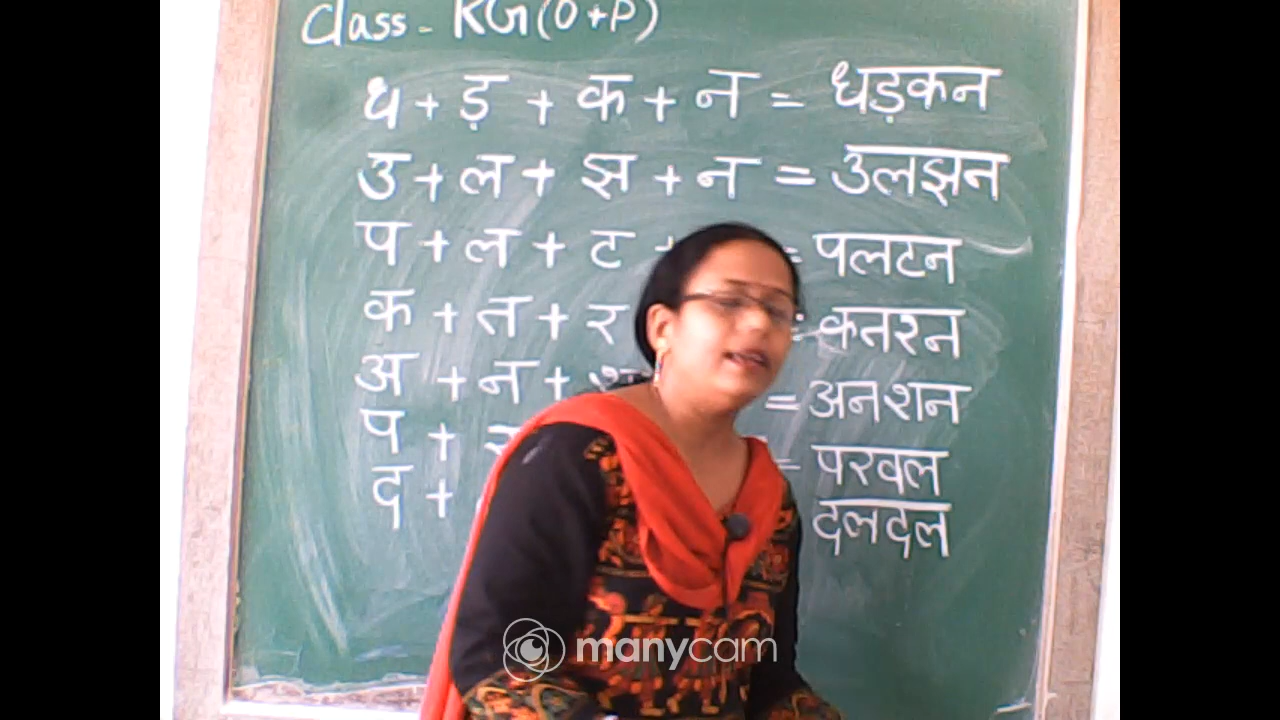 Class - KG (O+P)
ध + ड़ + क + न = धड़कन
उ + ल + झ + न = उलझन
प + ल + ट + = पलटन
क + त + र = कतरन
अ + न + श = अनशन
प + र = परवल
द + दलदल
manycam